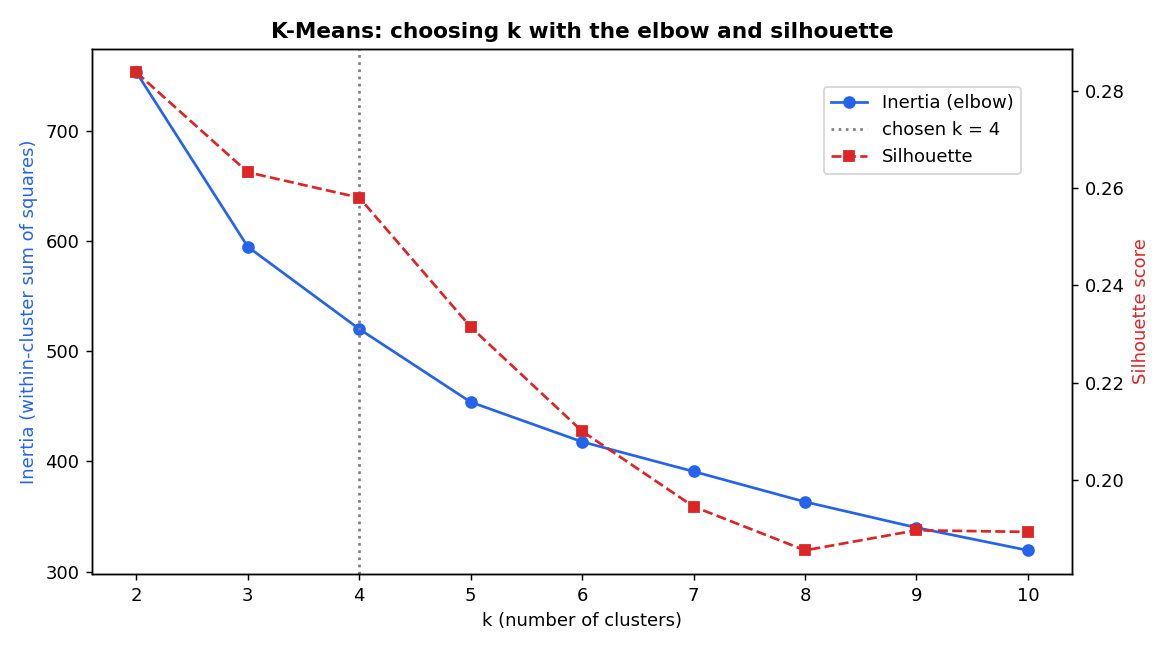 K-Means: choosing k with the elbow and silhouette
Inertia (within-cluster sum of squares)
700
600
500
400
300
Inertia (elbow)
chosen k = 4
Silhouette
0.28
0.26
0.24
0.22
0.20
Silhouette score
2 3 4 5 6 7 8 9 10
k (number of clusters)